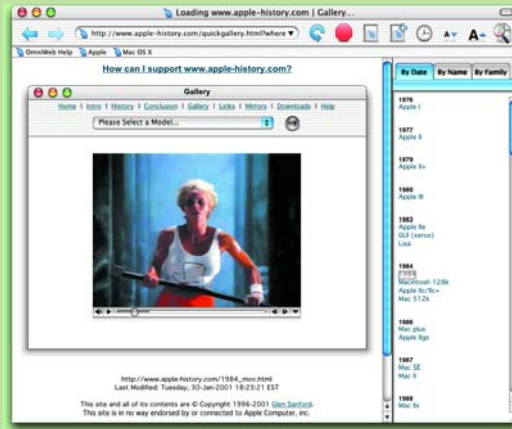 Loading www.apple-history.com | Gallery...
http://www.apple-history.com/quickgallery.html?where
OmniWeb Help
Apple
Mac OS X
How can I support www.apple-history.com?
Gallery
Home | Intro | History | Conclusion | Gallery | Links | Mirrors | Downloads | Help
Please Select a Model...
http://www.apple-history.com/1984_mov.html
Last Modified: Tuesday, 30-Jan-2001 18:23:21 EST
This site and all of its contents are © Copyright 1996-2001 Glen Sanford.
This site is in no way endorsed by or connected to Apple Computer, inc.
By Date
By Name
By Family
1976
Apple I
1977
Apple II
1979
Apple II+
1980
Apple III
1983
Apple IIe
GUI (xerox)
Lisa
1984
1984
Macintosh 128k
Apple IIc/IIc+
Mac 512k
1986
Mac plus
Apple IIgs
1987
Mac SE
Mac II
1988
Mac IIx